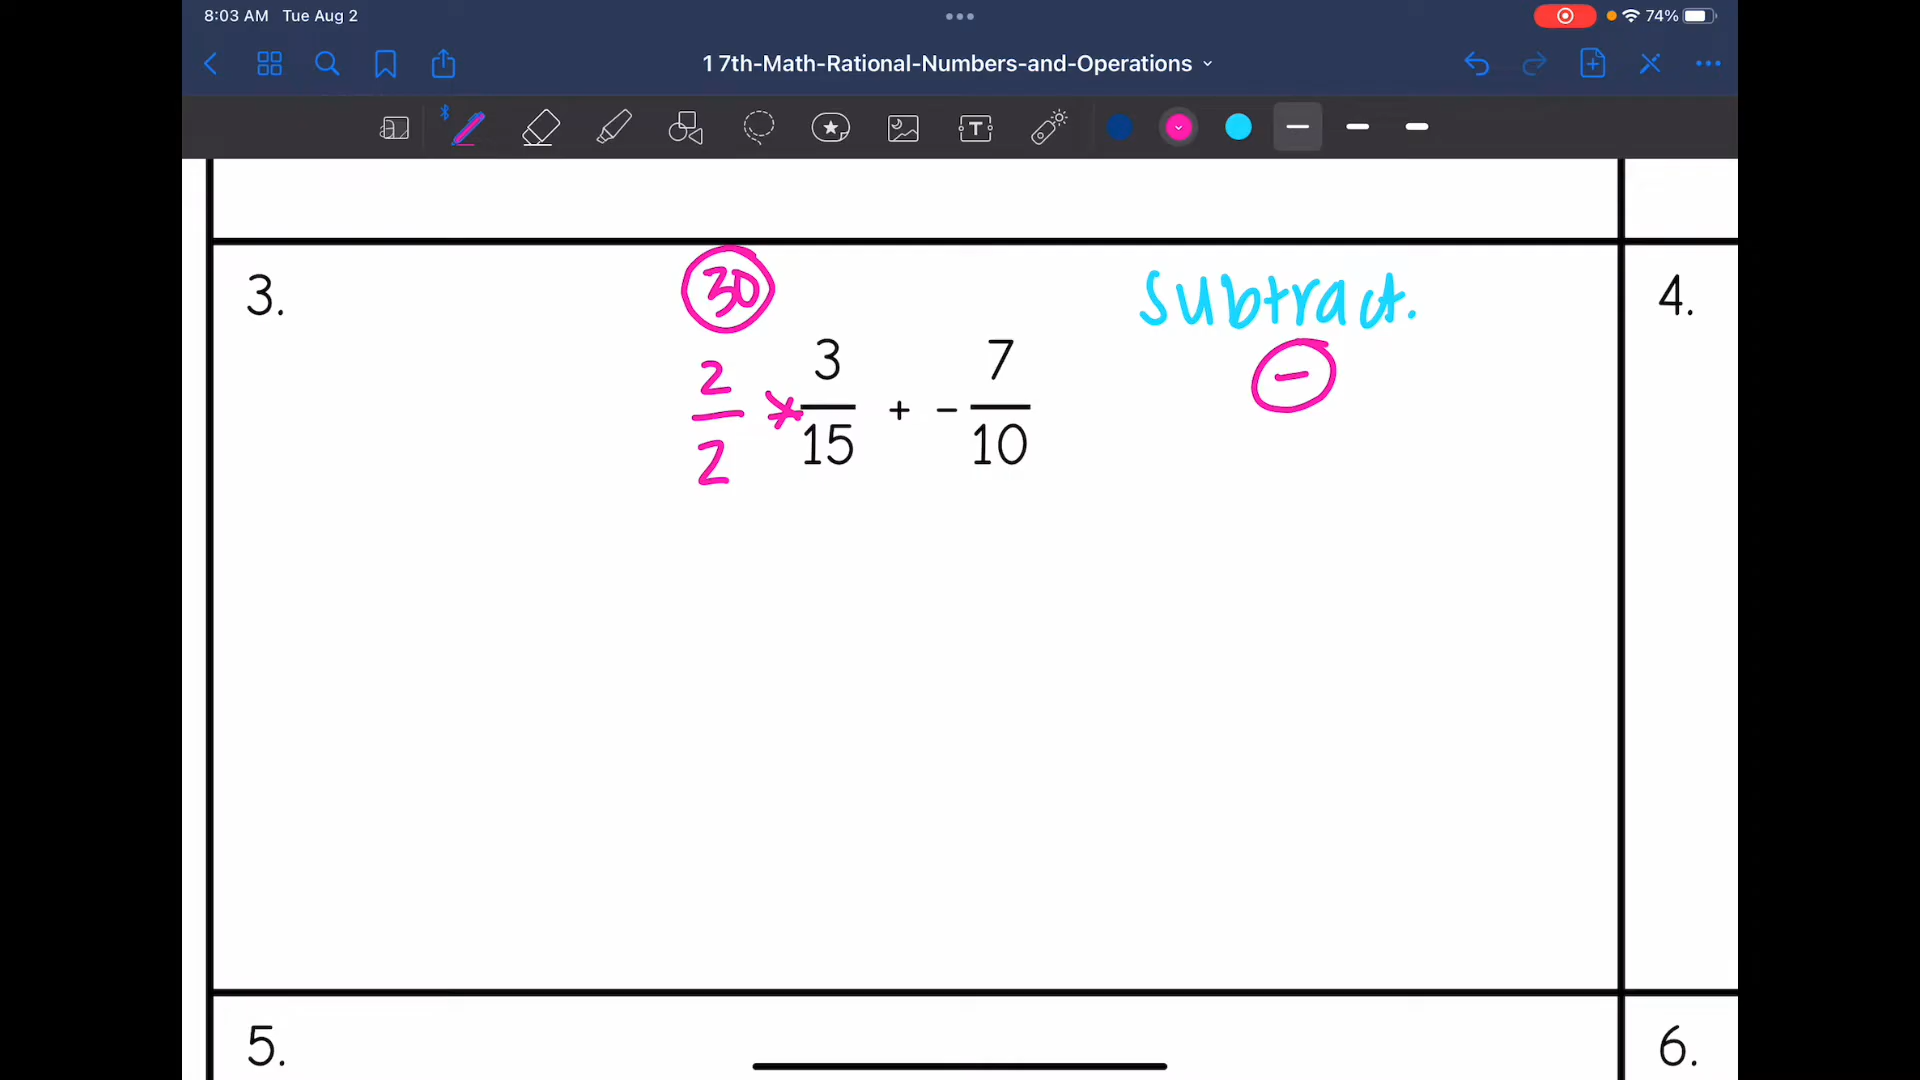 8:03 AM Tue Aug 2
74%
1 7th-Math-Rational-Numbers-and-Operations
3.
30
subtract.
4.
2/2 * 3/15 + - 7/10
-
5.
6.